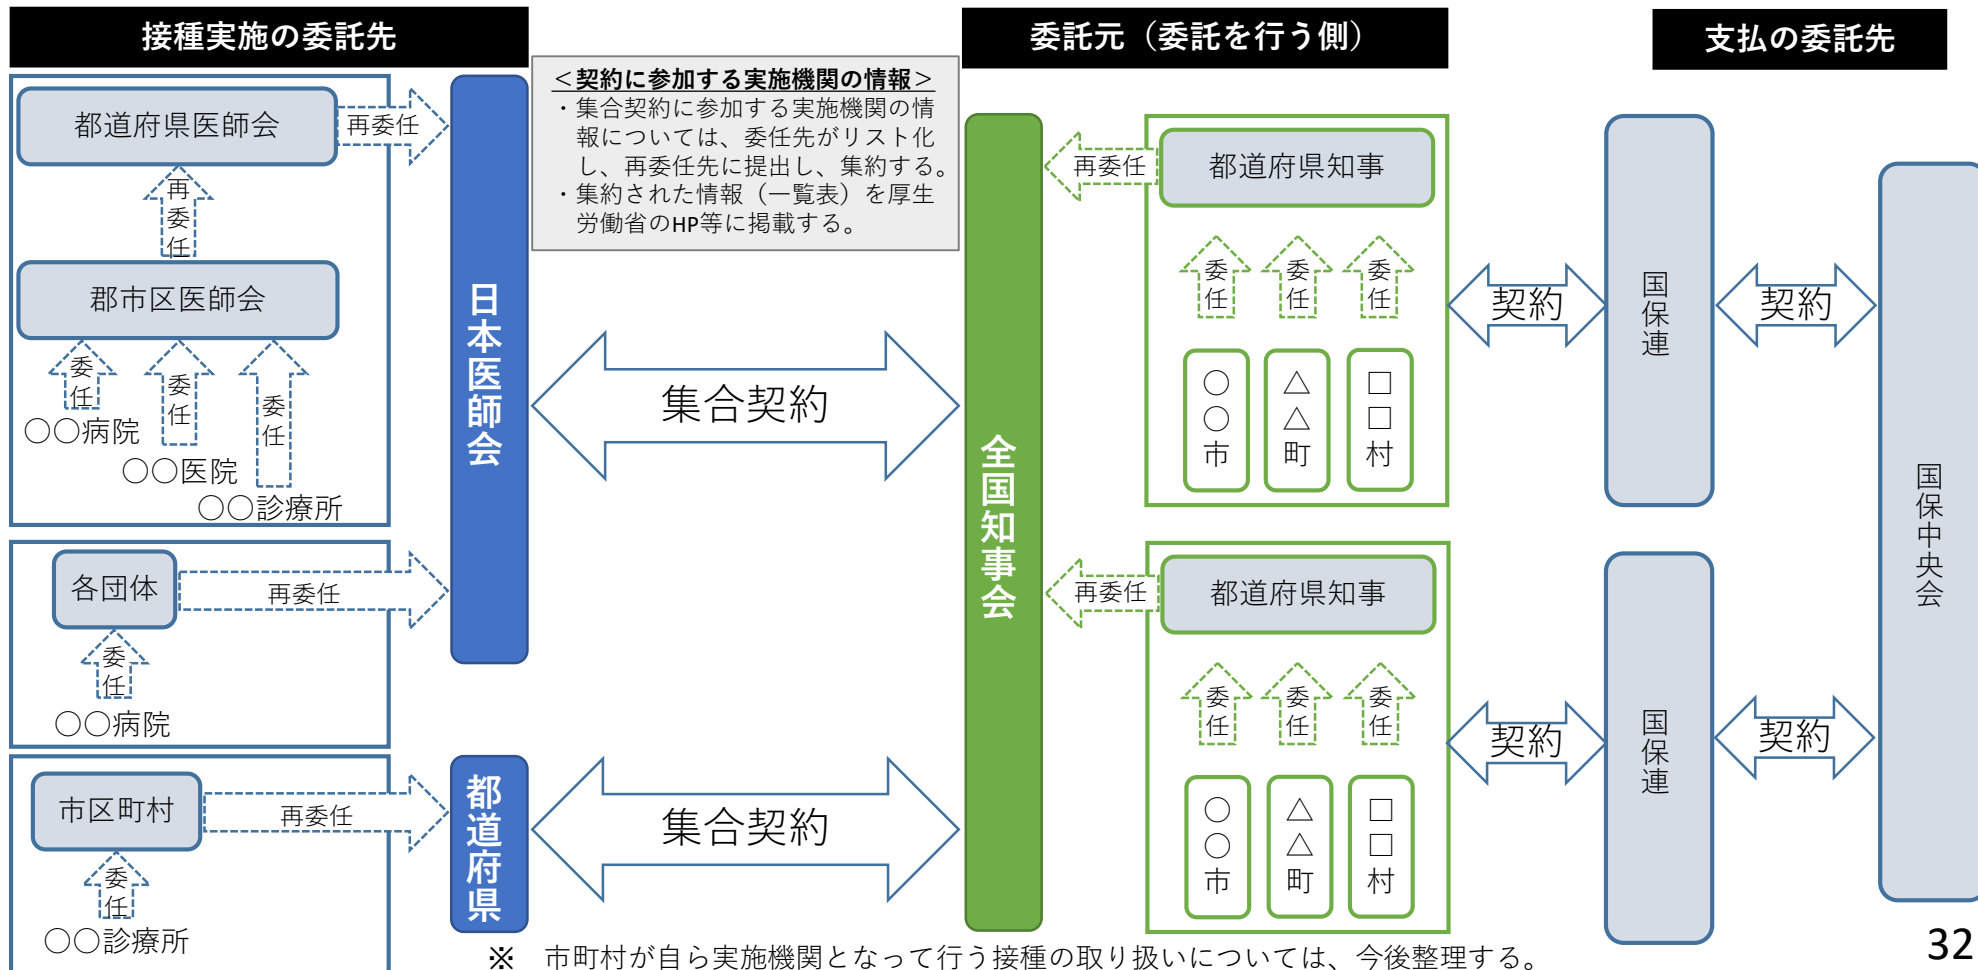 接種実施の委託先
委託元（委託を行う側）
支払の委託先
都道府県医師会
再委任
再委任
郡市区医師会
委任
委任
委任
〇〇病院
〇〇医院
〇〇診療所
各団体
再委任
委任
〇〇病院
市区町村
再委任
委任
〇〇診療所
日本医師会
都道府県
＜契約に参加する実施機関の情報＞
・集合契約に参加する実施機関の情
報については、委任先がリスト化
し、再委任先に提出し、集約する。
・集約された情報（一覧表）を厚生
労働省のHP等に掲載する。
集合契約
集合契約
全国知事会
再委任
都道府県知事
委任
委任
委任
〇〇市
△△町
□□村
再委任
都道府県知事
委任
委任
委任
〇〇市
△△町
□□村
契約
国保連
契約
契約
国保連
契約
国保中央会
※　市町村が自ら実施機関となって行う接種の取り扱いについては、今後整理する。
32